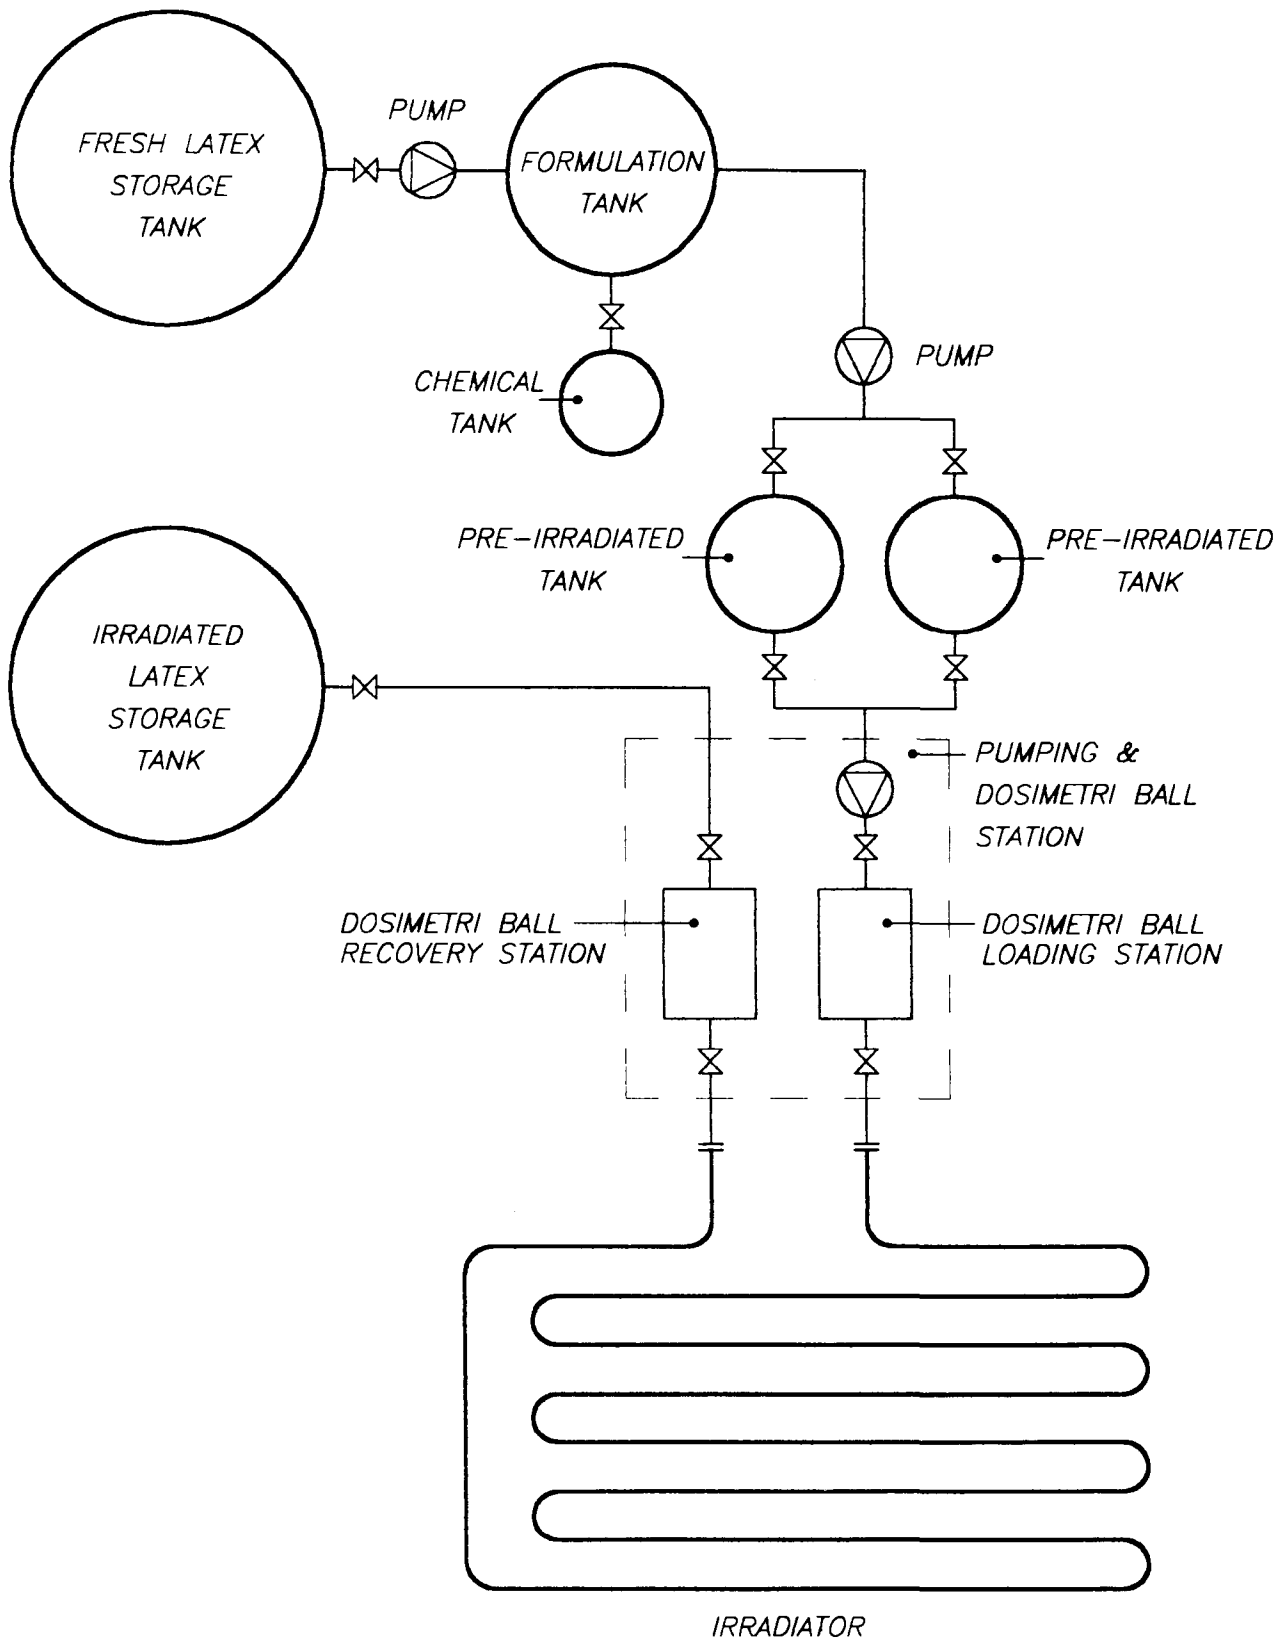 FRESH LATEX
STORAGE
TANK
PUMP
FORMULATION
TANK
CHEMICAL
TANK
PUMP
PRE-IRRADIATED
TANK
PRE-IRRADIATED
TANK
IRRADIATED
LATEX
STORAGE
TANK
PUMPING &
DOSIMETRI BALL
STATION
DOSIMETRI BALL
RECOVERY STATION
DOSIMETRI BALL
LOADING STATION
IRRADIATOR